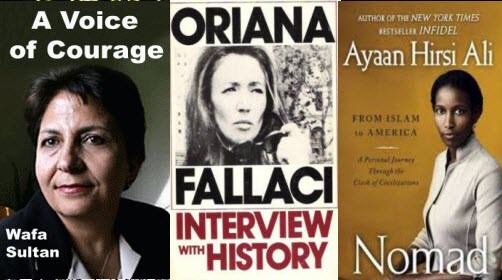 A Voice
of Courage
Wafa
Sultan
ORIANA
FALLACI
INTERVIEW
WITH HISTORY
AUTHOR OF THE NEW YORK TIMES
BESTSELLER INFIDEL
Ayaan Hirsi Ali
FROM ISLAM
TO AMERICA
A Personal Journey
Through the
Clash of Civilizations
Nomad